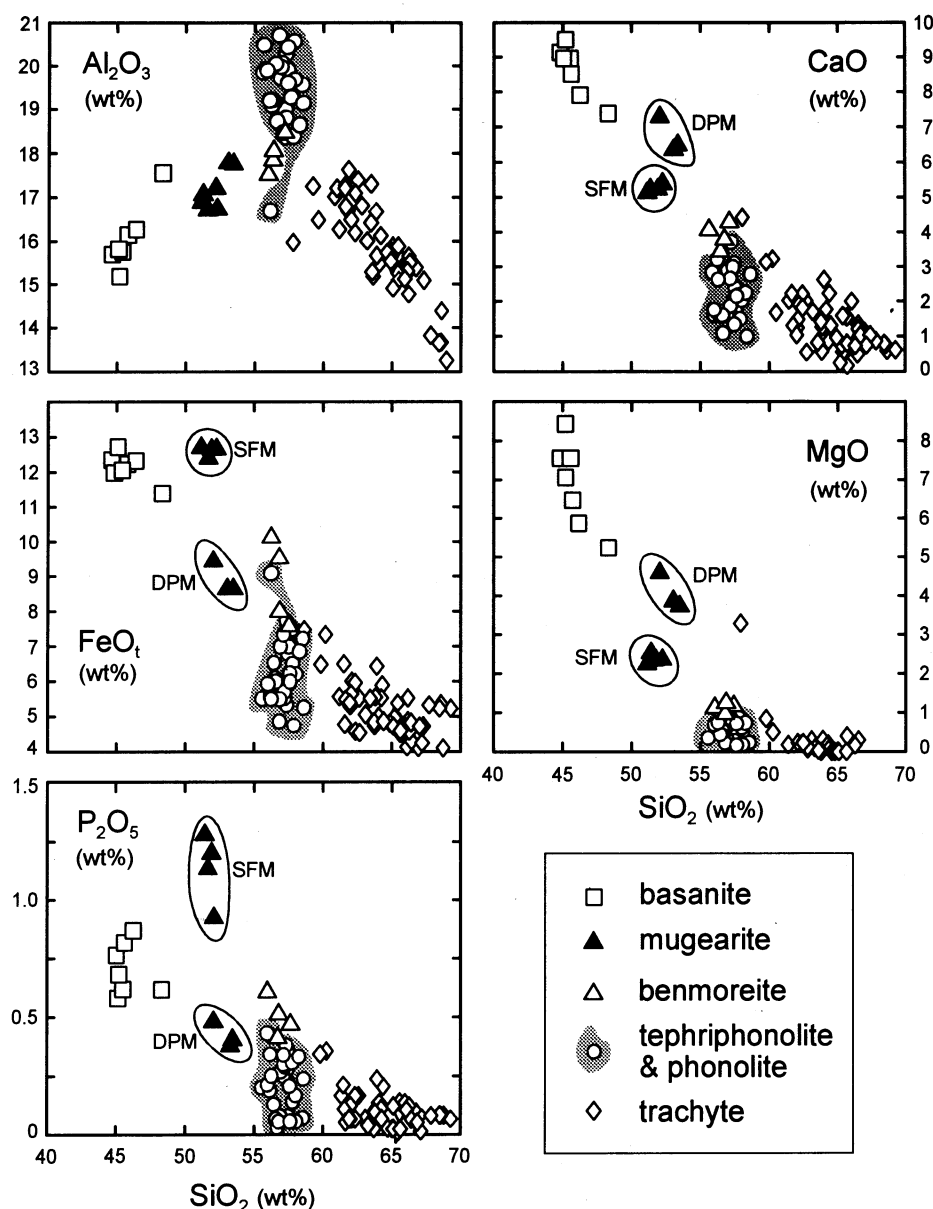 21
20
19
18
17
16
15
14
13
Al₂O₃
(wt%)
10
9
8
7
6
5
4
3
2
1
0
CaO
(wt%)
DPM
SFM
13
12
11
10
9
8
7
6
5
4
FeOₜ
(wt%)
SFM
DPM
8
7
6
5
4
3
2
1
0
MgO
(wt%)
DPM
SFM
40 45 50 55 60 65 70
SiO₂ (wt%)
1.5
1.0
0.5
0
P₂O₅
(wt%)
SFM
DPM
40 45 50 55 60 65 70
SiO₂ (wt%)
basanite
mugearite
benmoreite
tephriphonolite
& phonolite
trachyte